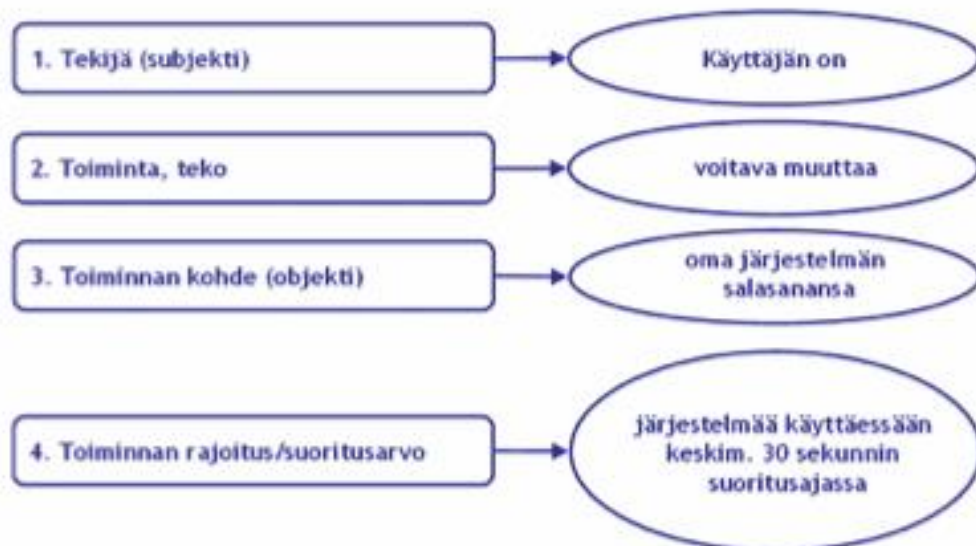 1. Tekijä (subjekti)
Käyttäjän on
2. Toiminta, teko
voitava muuttaa
3. Toiminnan kohde (objekti)
oma järjestelmän
salasanansa
4. Toiminnan rajoitus/suoritusarvo
järjestelmää käyttäessään
keskim. 30 sekunnin
suoritusajassa